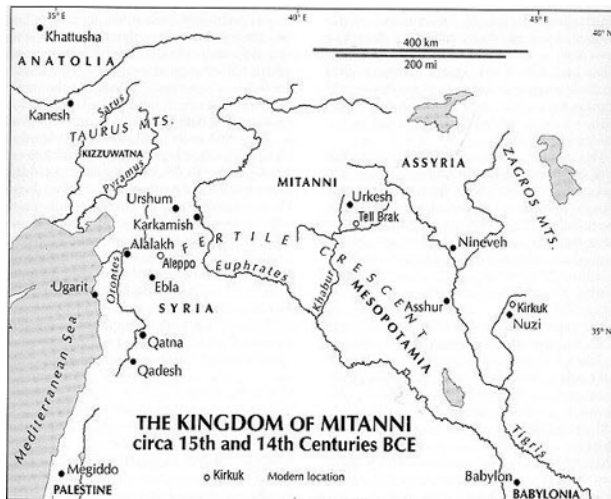 35°E
40°
45°
40° N
Khattusha
ANATOLIA
400 km
200 mi
Kanesh
Sarus
TAURUS MTS.
KIZZUWATNA
Pyramus
ASSYRIA
ZAGROS MTS.
MITANNI
Urkesh
Tell Brak
Urshum
Karkamish
Alalakh
Aleppo
FERTILE CRESCENT
Nineveh
Euphrates
Khabur
Orontes
Ebla
Ugarit
SYRIA
MESOPOTAMIA
Asshur
Kirkuk
Nuzi
35°N
Qatna
Qadesh
Mediterranean Sea
THE KINGDOM OF MITANNI
circa 15th and 14th Centuries BCE
Tigris
Kirkuk Modern location
Megiddo
PALESTINE
Babylon
BABYLONIA